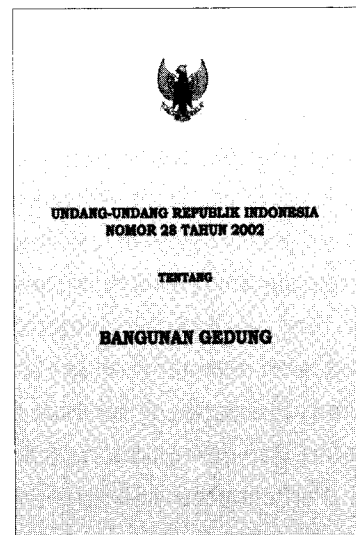 UNDANG-UNDANG REPUBLIK INDONESIA
NOMOR 28 TAHUN 2002
TENTANG
BANGUNAN GEDUNG